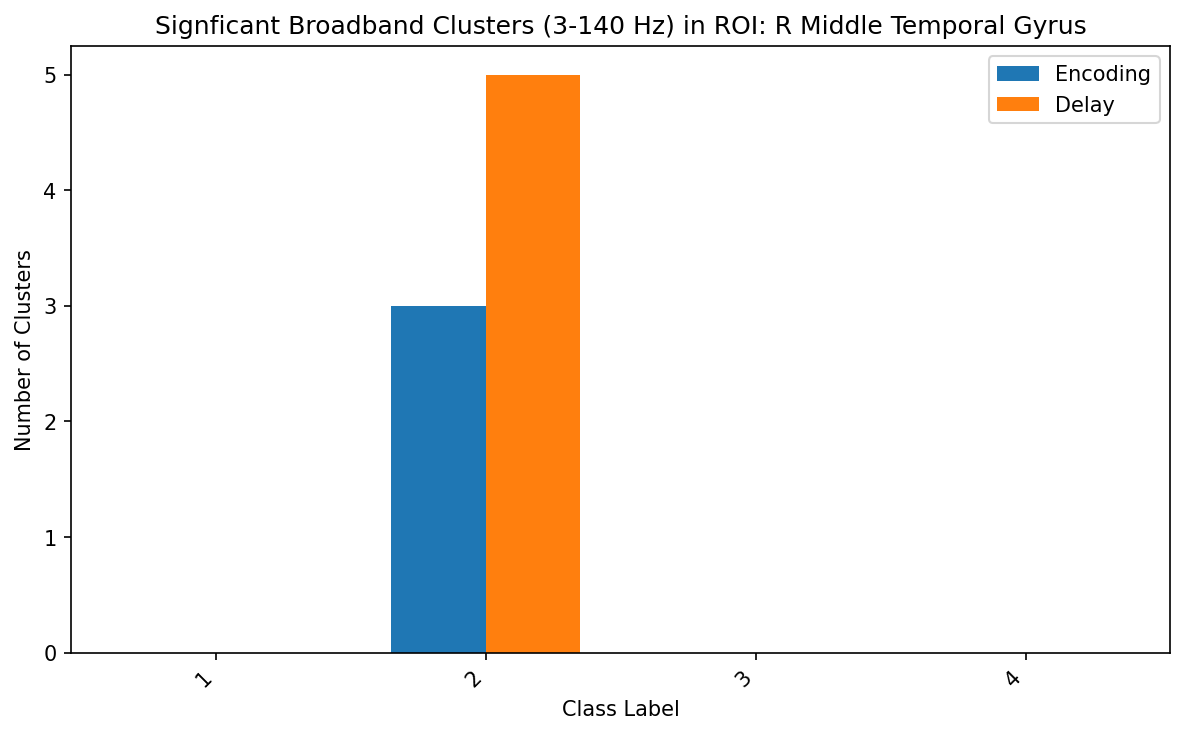 Signficant Broadband Clusters (3-140 Hz) in ROI: R Middle Temporal Gyrus
Encoding
Delay
5
4
3
2
1
0
Number of Clusters
1
2
3
4
Class Label